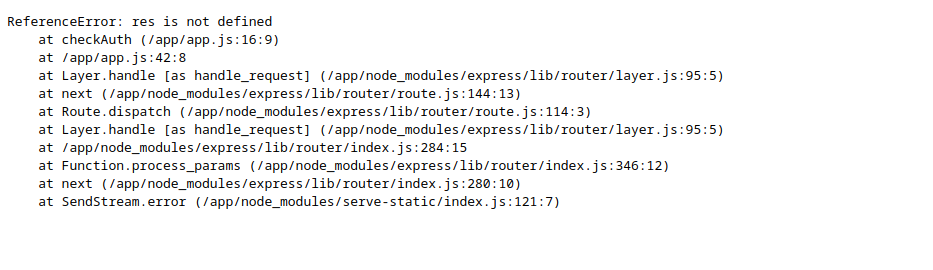 ReferenceError: res is not defined
    at checkAuth (/app/app.js:16:9)
    at /app/app.js:42:8
    at Layer.handle [as handle_request] (/app/node_modules/express/lib/router/layer.js:95:5)
    at next (/app/node_modules/express/lib/router/route.js:144:13)
    at Route.dispatch (/app/node_modules/express/lib/router/route.js:114:3)
    at Layer.handle [as handle_request] (/app/node_modules/express/lib/router/layer.js:95:5)
    at /app/node_modules/express/lib/router/index.js:284:15
    at Function.process_params (/app/node_modules/express/lib/router/index.js:346:12)
    at next (/app/node_modules/express/lib/router/index.js:280:10)
    at SendStream.error (/app/node_modules/serve-static/index.js:121:7)